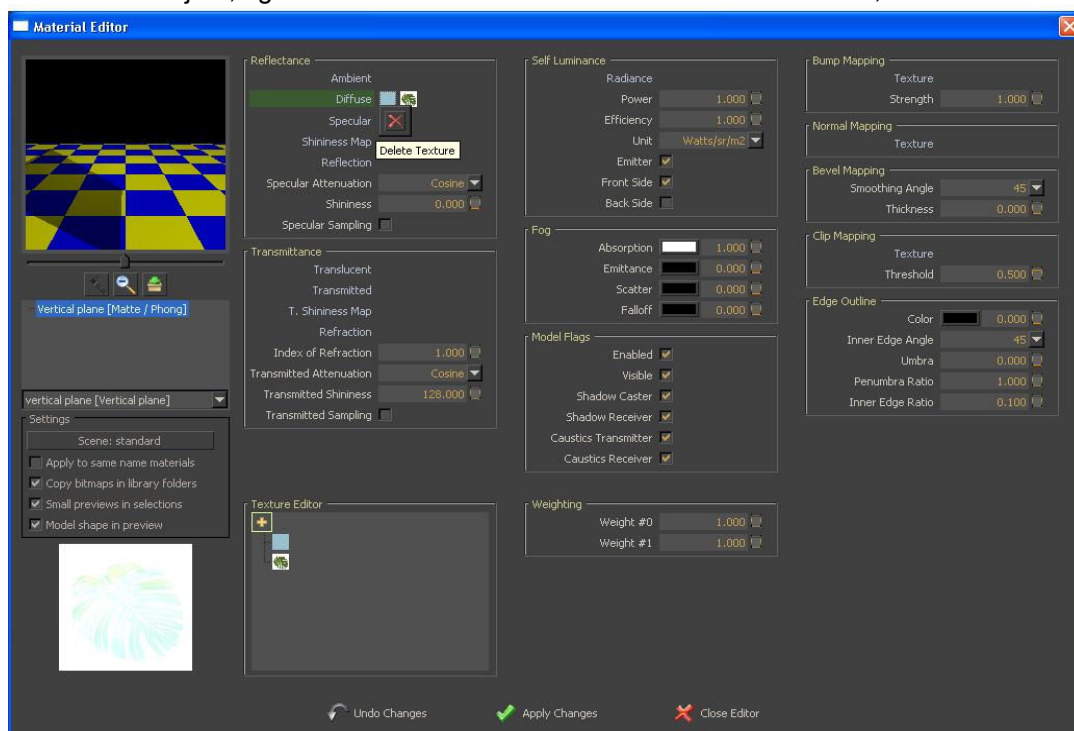 Material Editor
Reflectance
Ambient
Diffuse
Specular
Shininess Map
Delete Texture
Reflection
Specular Attenuation Cosine
Shininess 0.000
Specular Sampling
Transmittance
Translucent
Transmitted
T. Shininess Map
Refraction
Index of Refraction 1.000
Transmitted Attenuation Cosine
Transmitted Shininess 128.000
Transmitted Sampling
Vertical plane [Matte / Phong]
vertical plane [Vertical plane]
Settings
Scene: standard
Apply to same name materials
Copy bitmaps in library folders
Small previews in selections
Model shape in preview
Texture Editor
Self Luminance
Radiance
Power 1.000
Efficiency 1.000
Unit Watts/sr/m2
Emitter
Front Side
Back Side
Fog
Absorption 1.000
Emittance 0.000
Scatter 0.000
Falloff 0.000
Model Flags
Enabled
Visible
Shadow Caster
Shadow Receiver
Caustics Transmitter
Caustics Receiver
Weighting
Weight #0 1.000
Weight #1 1.000
Bump Mapping
Texture
Strength 1.000
Normal Mapping
Texture
Bevel Mapping
Smoothing Angle 45
Thickness 0.000
Clip Mapping
Texture
Threshold 0.500
Edge Outline
Color 0.000
Inner Edge Angle 45
Umbra 0.000
Penumbra Ratio 1.000
Inner Edge Ratio 0.100
Undo Changes
Apply Changes
Close Editor